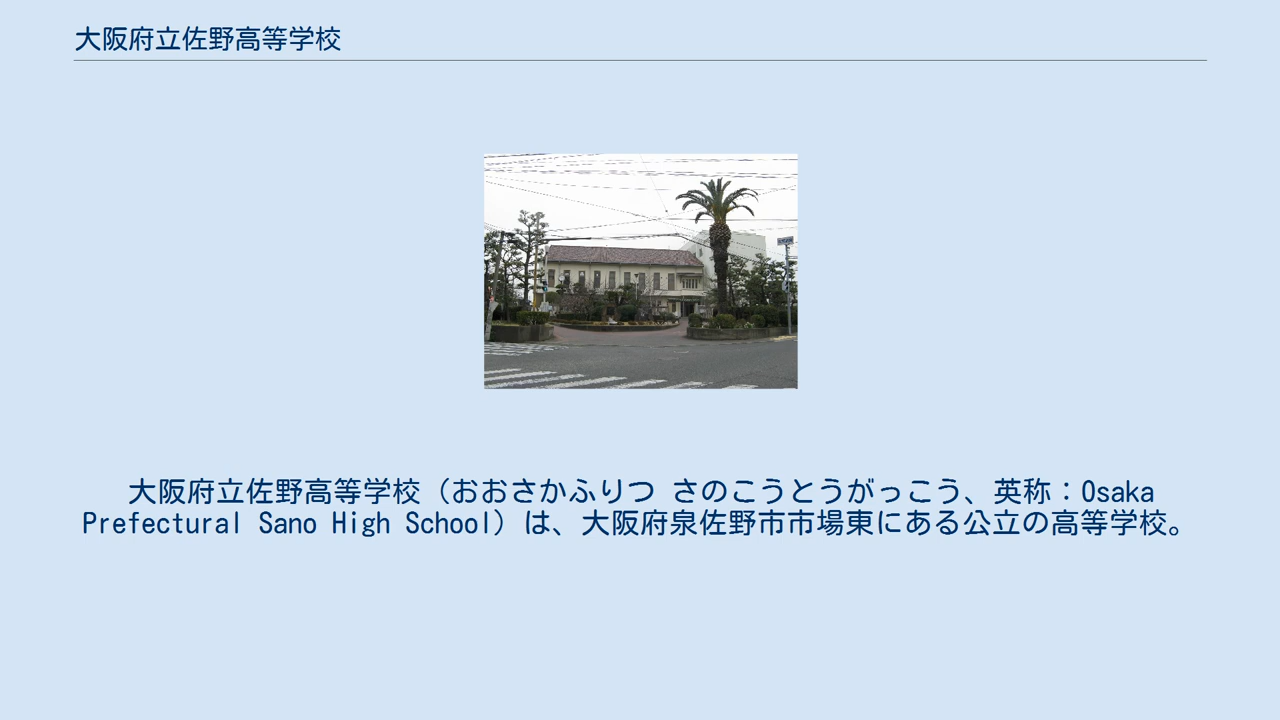 大阪府立佐野高等学校
大阪府立佐野高等学校（おおさかふりつ さのこうとうがっこう、英称：Osaka
Prefectural Sano High School）は、大阪府泉佐野市市場東にある公立の高等学校。